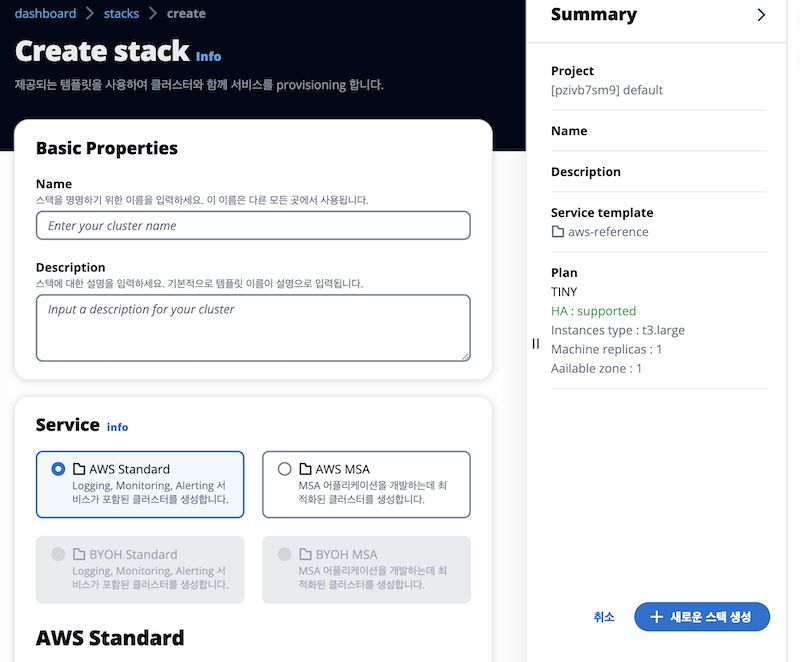 dashboard > stacks > create
Create stack Info
제공되는 템플릿을 사용하여 클러스터와 함께 서비스를 provisioning 합니다.
Basic Properties
Name
스택을 명명하기 위한 이름을 입력하세요. 이 이름은 다른 모든 곳에서 사용됩니다.
Enter your cluster name
Description
스택에 대한 설명을 입력하세요. 기본적으로 템플릿 이름이 설명으로 입력됩니다.
Input a description for your cluster
Service info
AWS Standard
Logging, Monitoring, Alerting 서
비스가 포함된 클러스터를 생성합니다.
AWS MSA
MSA 어플리케이션을 개발하는데 최
적화된 클러스터를 생성합니다.
BYOH Standard
Logging, Monitoring, Alerting 서
비스가 포함된 클러스터를 생성합니다.
BYOH MSA
MSA 어플리케이션을 개발하는데 최
적화된 클러스터를 생성합니다.
AWS Standard
Summary
Project
[pzivb7sm9] default
Name
Description
Service template
aws-reference
Plan
TINY
HA : supported
Instances type : t3.large
Machine replicas : 1
Aailable zone : 1
취소
+ 새로운 스택 생성